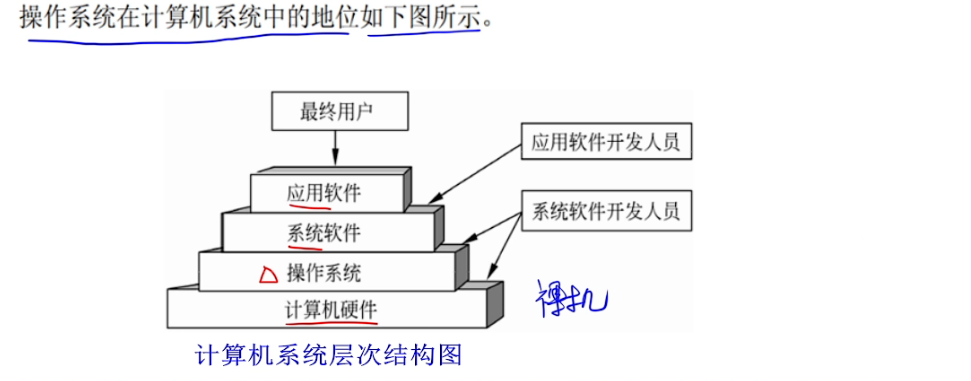 操作系统在计算机系统中的地位如下图所示。
最终用户
应用软件开发人员
应用软件
系统软件开发人员
系统软件
操作系统
裸机
计算机硬件
计算机系统层次结构图